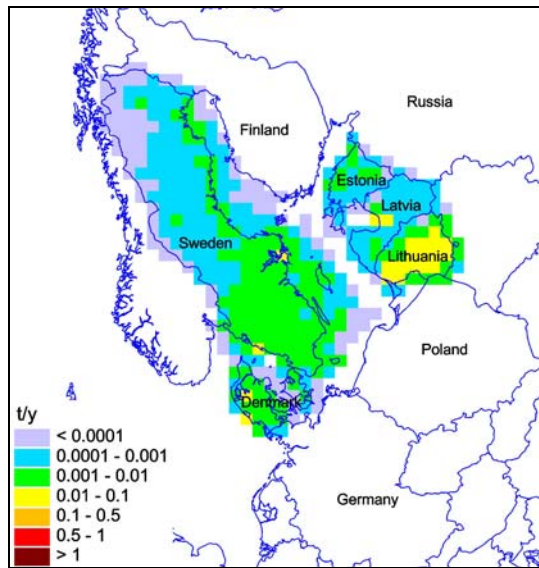 Russia
Finland
Estonia
Latvia
Sweden
Lithuania
Poland
Denmark
Germany
t/y
< 0.0001
0.0001 - 0.001
0.001 - 0.01
0.01 - 0.1
0.1 - 0.5
0.5 - 1
> 1